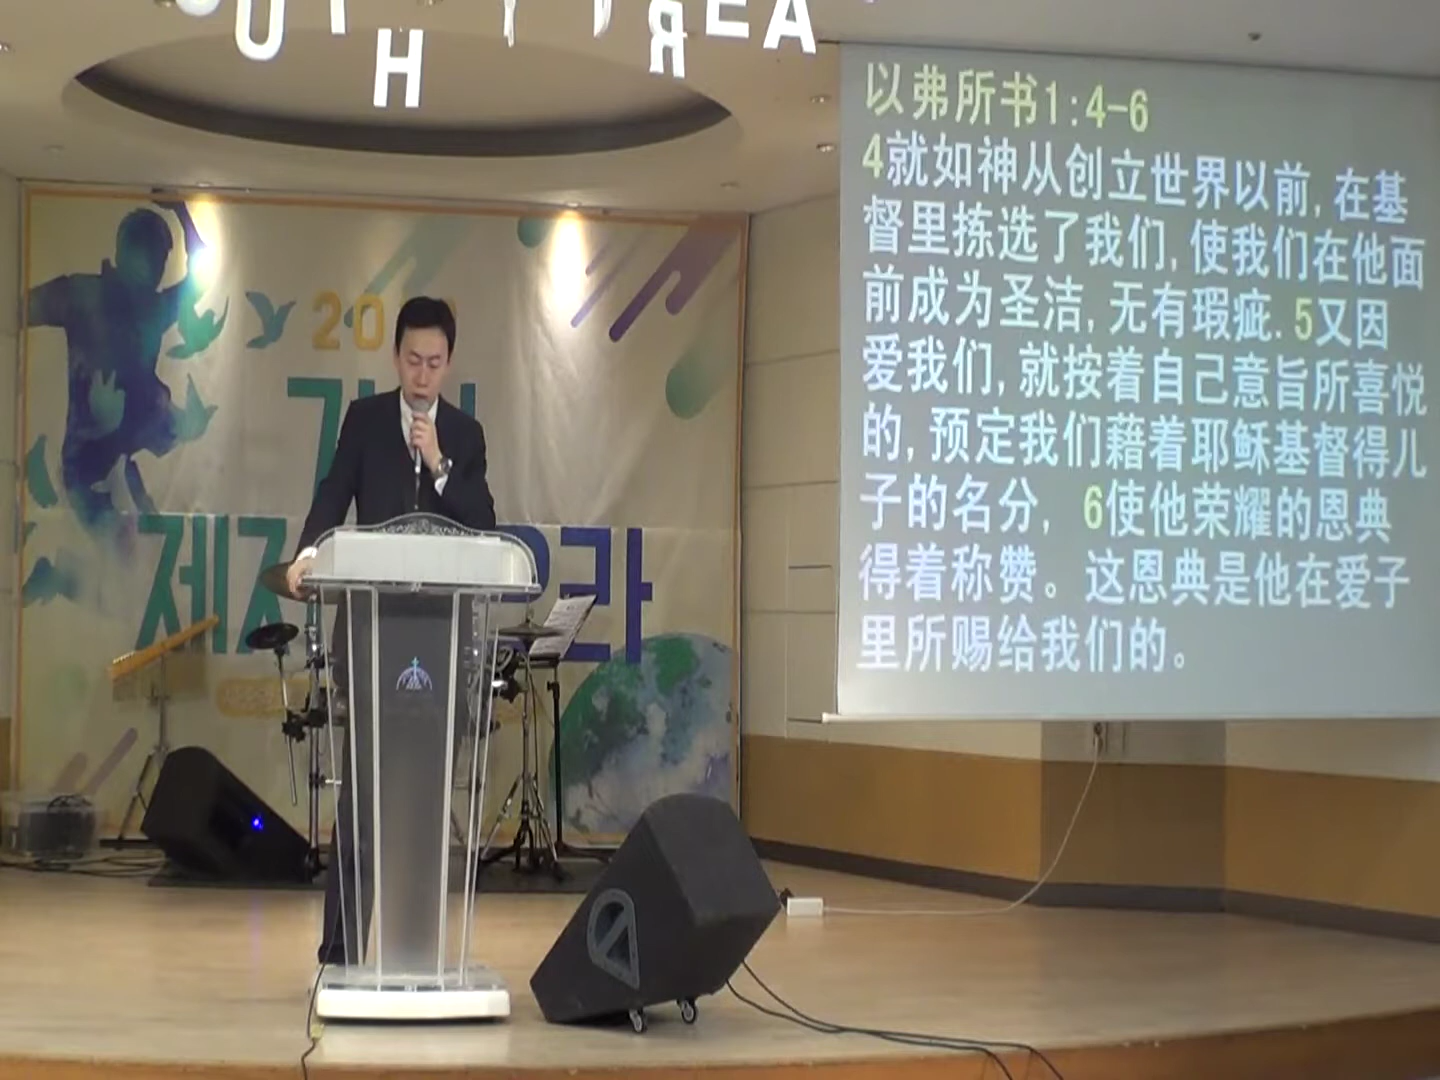 H
REA
以弗所书1:4-6
4就如神从创立世界以前,在基
督里拣选了我们,使我们在他面
前成为圣洁,无有瑕疵.5又因
爱我们,就按着自己意旨所喜悦
的,预定我们藉着耶稣基督得儿
子的名分, 6使他荣耀的恩典
得着称赞。这恩典是他在爱子
里所赐给我们的。
20
제
라